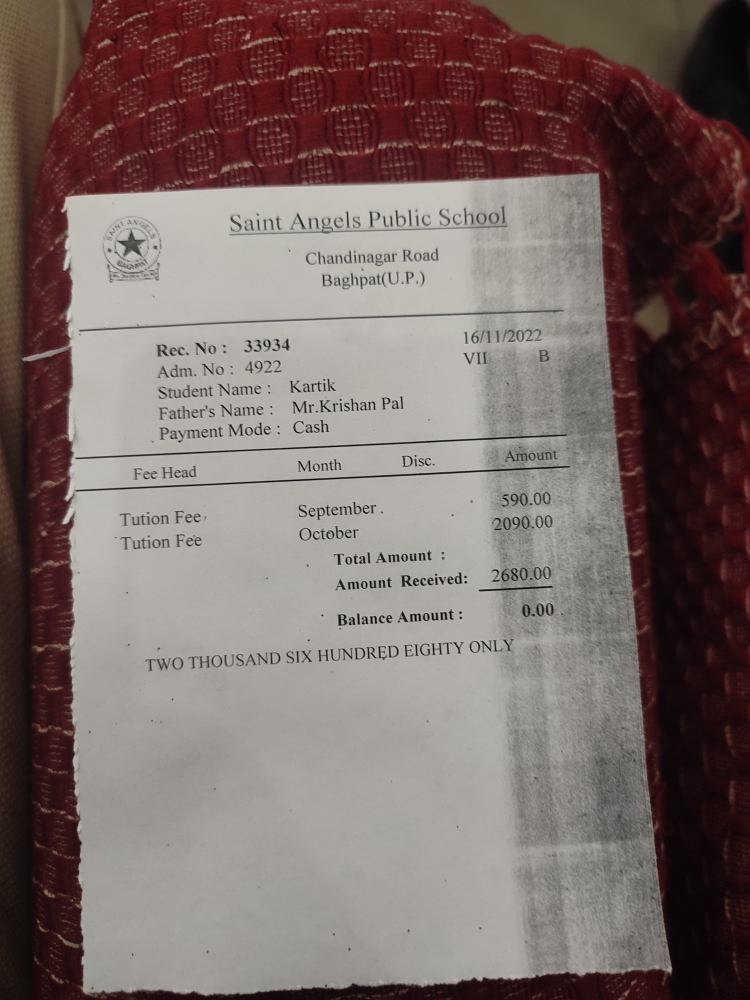 SAINT ANGELS
BAGHPAT
Saint Angels Public School
Chandinagar Road
Baghpat(U.P.)
Rec. No : 33934 16/11/2022
Adm. No : 4922 VII B
Student Name : Kartik
Father's Name : Mr.Krishan Pal
Payment Mode : Cash
Fee Head Month Disc. Amount
Tution Fee September 590.00
Tution Fee October 2090.00
Total Amount :
Amount Received: 2680.00
Balance Amount : 0.00
TWO THOUSAND SIX HUNDRED EIGHTY ONLY